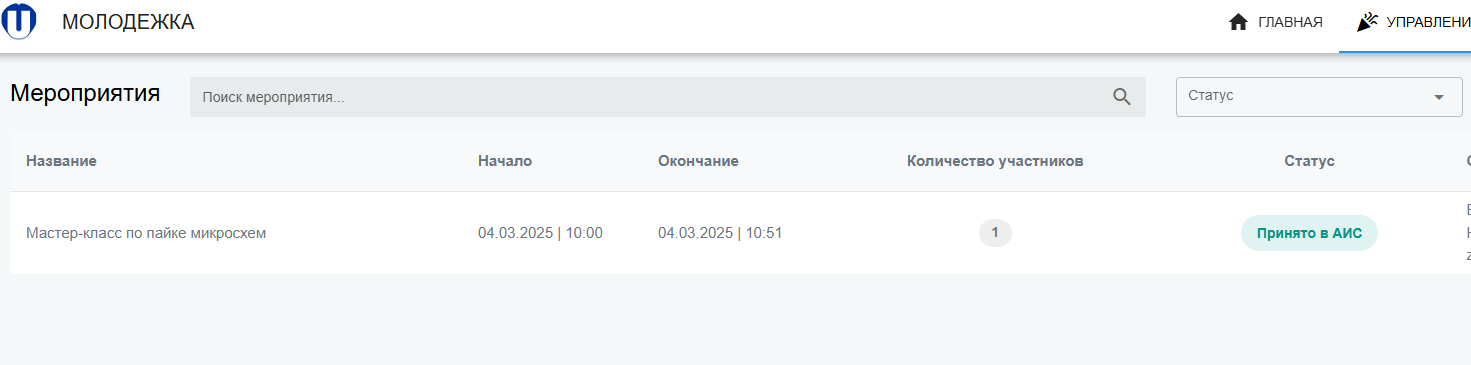 МОЛОДЕЖКА
ГЛАВНАЯ
УПРАВЛЕНИ
Мероприятия
Поиск мероприятия...
Статус
Название
Начало
Окончание
Количество участников
Статус
Мастер-класс по пайке микросхем
04.03.2025 | 10:00
04.03.2025 | 10:51
1
Принято в АИС